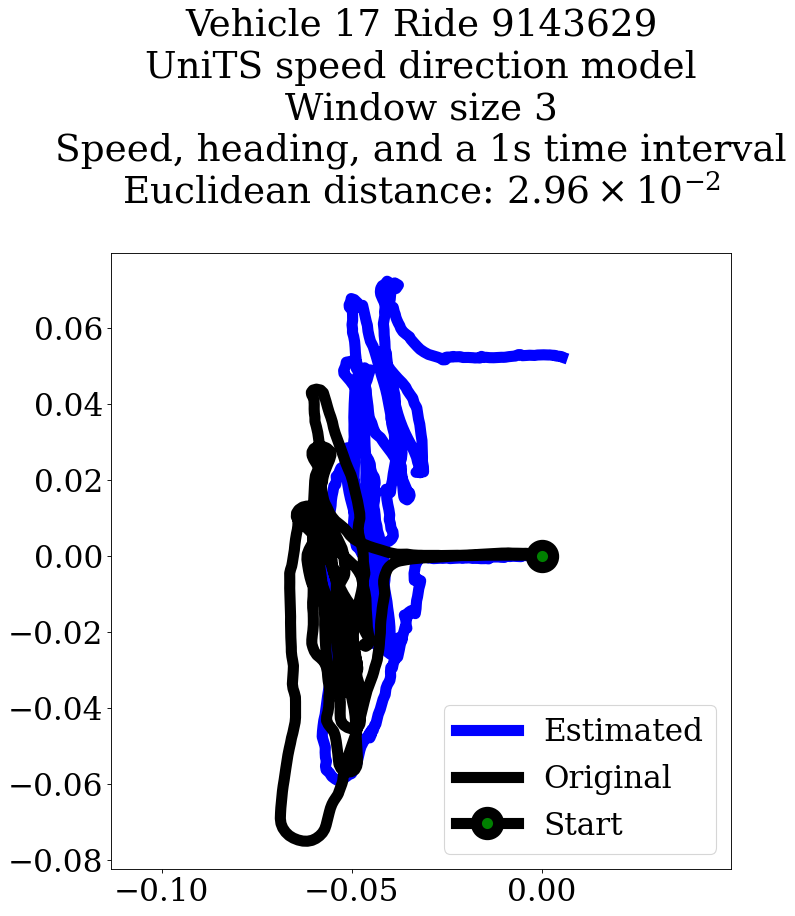 Vehicle 17 Ride 9143629
UniTS speed direction model
Window size 3
Speed, heading, and a 1s time interval
Euclidean distance: 2.96 × 10⁻²
0.06
0.04
0.02
0.00
−0.02
−0.04
−0.06
−0.08
Estimated
Original
Start
−0.10
−0.05
0.00